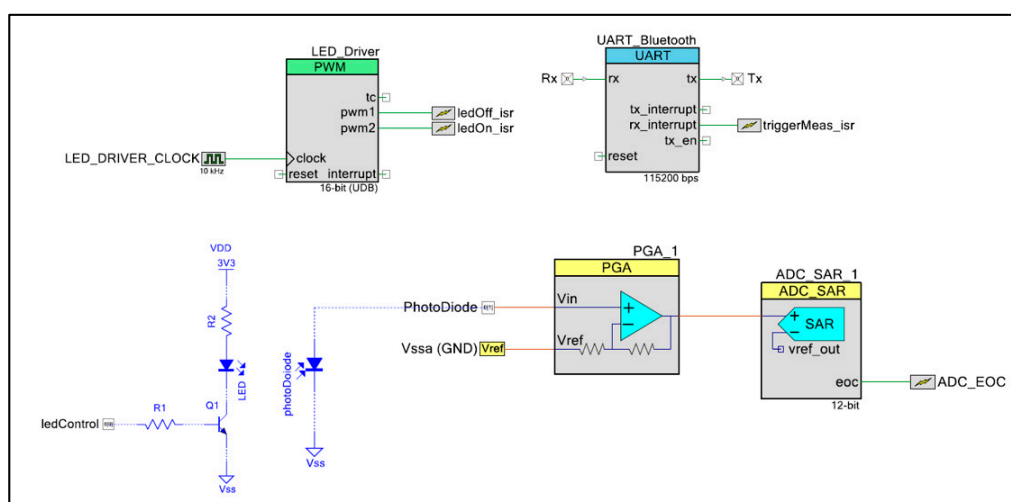 LED_Driver
PWM
tc
pwm1
pwm2
ledOff_isr
ledOn_isr
LED_DRIVER_CLOCK
10 kHz
clock
reset
interrupt
16-bit (UDB)
UART_Bluetooth
UART
Rx
rx
tx
Tx
tx_interrupt
rx_interrupt
triggerMeas_isr
tx_en
reset
115200 bps
VDD
3V3
R2
LED
ledControl
R1
Q1
Vss
photoDoiode
Vss
PGA_1
PGA
PhotoDiode
Vin
Vssa (GND)
Vref
Vref
ADC_SAR_1
ADC_SAR
SAR
vref_out
eoc
ADC_EOC
12-bit